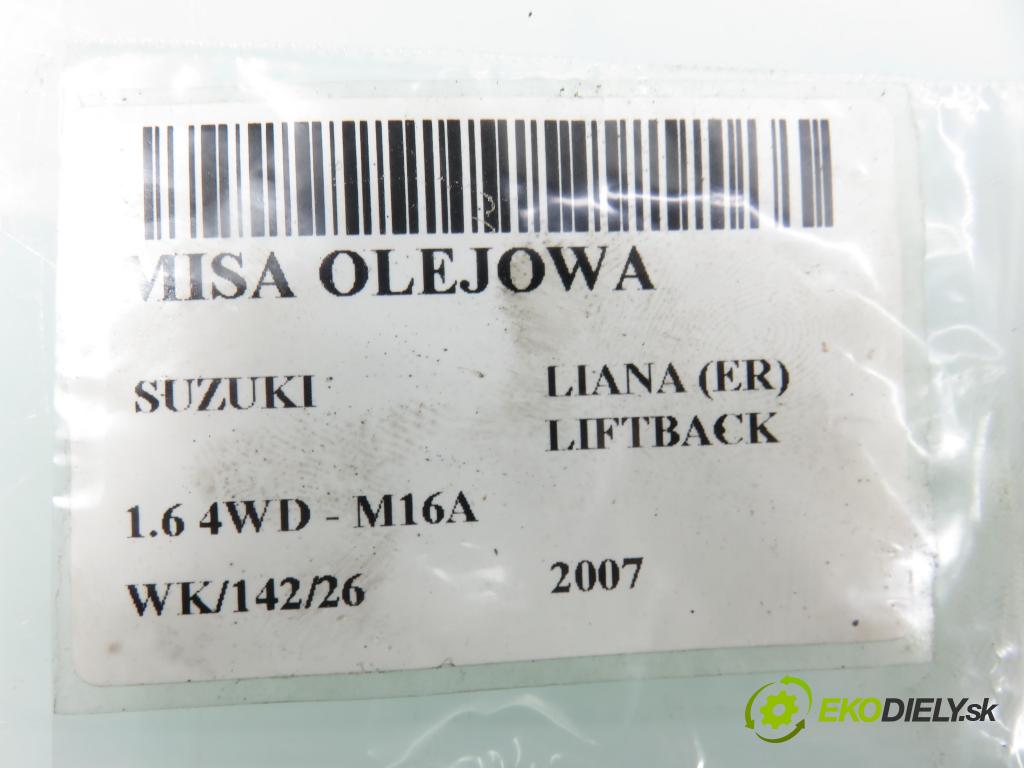 MISA OLEJOWA
SUZUKI
LIANA (ER)
LIFTBACK
1.6 4WD - M16A
WK/142/26
2007
EKODIELY.sk